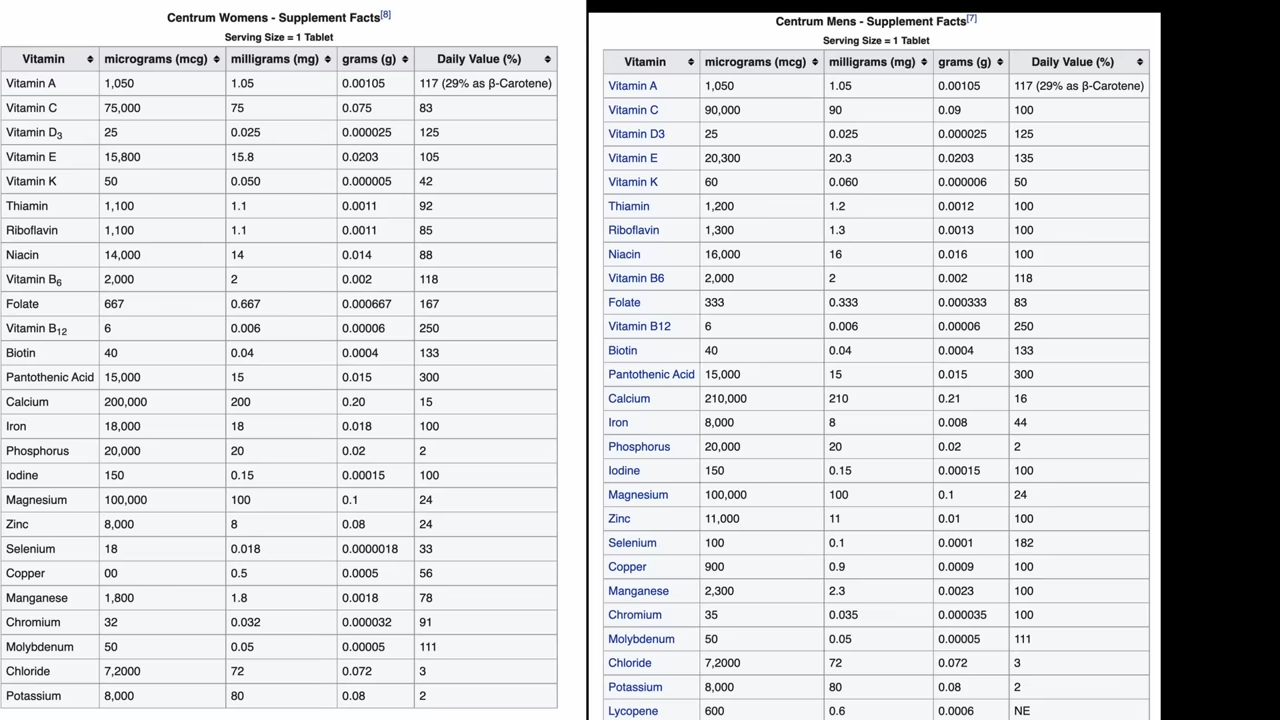 Centrum Womens - Supplement Facts[8]
Serving Size = 1 Tablet
Vitamin micrograms (mcg) milligrams (mg) grams (g) Daily Value (%)
Vitamin A 1,050 1.05 0.00105 117 (29% as β-Carotene)
Vitamin C 75,000 75 0.075 83
Vitamin D3 25 0.025 0.000025 125
Vitamin E 15,800 15.8 0.0203 105
Vitamin K 50 0.050 0.000005 42
Thiamin 1,100 1.1 0.0011 92
Riboflavin 1,100 1.1 0.0011 85
Niacin 14,000 14 0.014 88
Vitamin B6 2,000 2 0.002 118
Folate 667 0.667 0.000667 167
Vitamin B12 6 0.006 0.00006 250
Biotin 40 0.04 0.0004 133
Pantothenic Acid 15,000 15 0.015 300
Calcium 200,000 200 0.20 15
Iron 18,000 18 0.018 100
Phosphorus 20,000 20 0.02 2
Iodine 150 0.15 0.00015 100
Magnesium 100,000 100 0.1 24
Zinc 8,000 8 0.08 24
Selenium 18 0.018 0.0000018 33
Copper 00 0.5 0.0005 56
Manganese 1,800 1.8 0.0018 78
Chromium 32 0.032 0.000032 91
Molybdenum 50 0.05 0.00005 111
Chloride 7,2000 72 0.072 3
Potassium 8,000 80 0.08 2
Centrum Mens - Supplement Facts[7]
Serving Size = 1 Tablet
Vitamin micrograms (mcg) milligrams (mg) grams (g) Daily Value (%)
Vitamin A 1,050 1.05 0.00105 117 (29% as β-Carotene)
Vitamin C 90,000 90 0.09 100
Vitamin D3 25 0.025 0.000025 125
Vitamin E 20,300 20.3 0.0203 135
Vitamin K 60 0.060 0.000006 50
Thiamin 1,200 1.2 0.0012 100
Riboflavin 1,300 1.3 0.0013 100
Niacin 16,000 16 0.016 100
Vitamin B6 2,000 2 0.002 118
Folate 333 0.333 0.000333 83
Vitamin B12 6 0.006 0.00006 250
Biotin 40 0.04 0.0004 133
Pantothenic Acid 15,000 15 0.015 300
Calcium 210,000 210 0.21 16
Iron 8,000 8 0.008 44
Phosphorus 20,000 20 0.02 2
Iodine 150 0.15 0.00015 100
Magnesium 100,000 100 0.1 24
Zinc 11,000 11 0.01 100
Selenium 100 0.1 0.0001 182
Copper 900 0.9 0.0009 100
Manganese 2,300 2.3 0.0023 100
Chromium 35 0.035 0.000035 100
Molybdenum 50 0.05 0.00005 111
Chloride 7,2000 72 0.072 3
Potassium 8,000 80 0.08 2
Lycopene 600 0.6 0.0006 NE